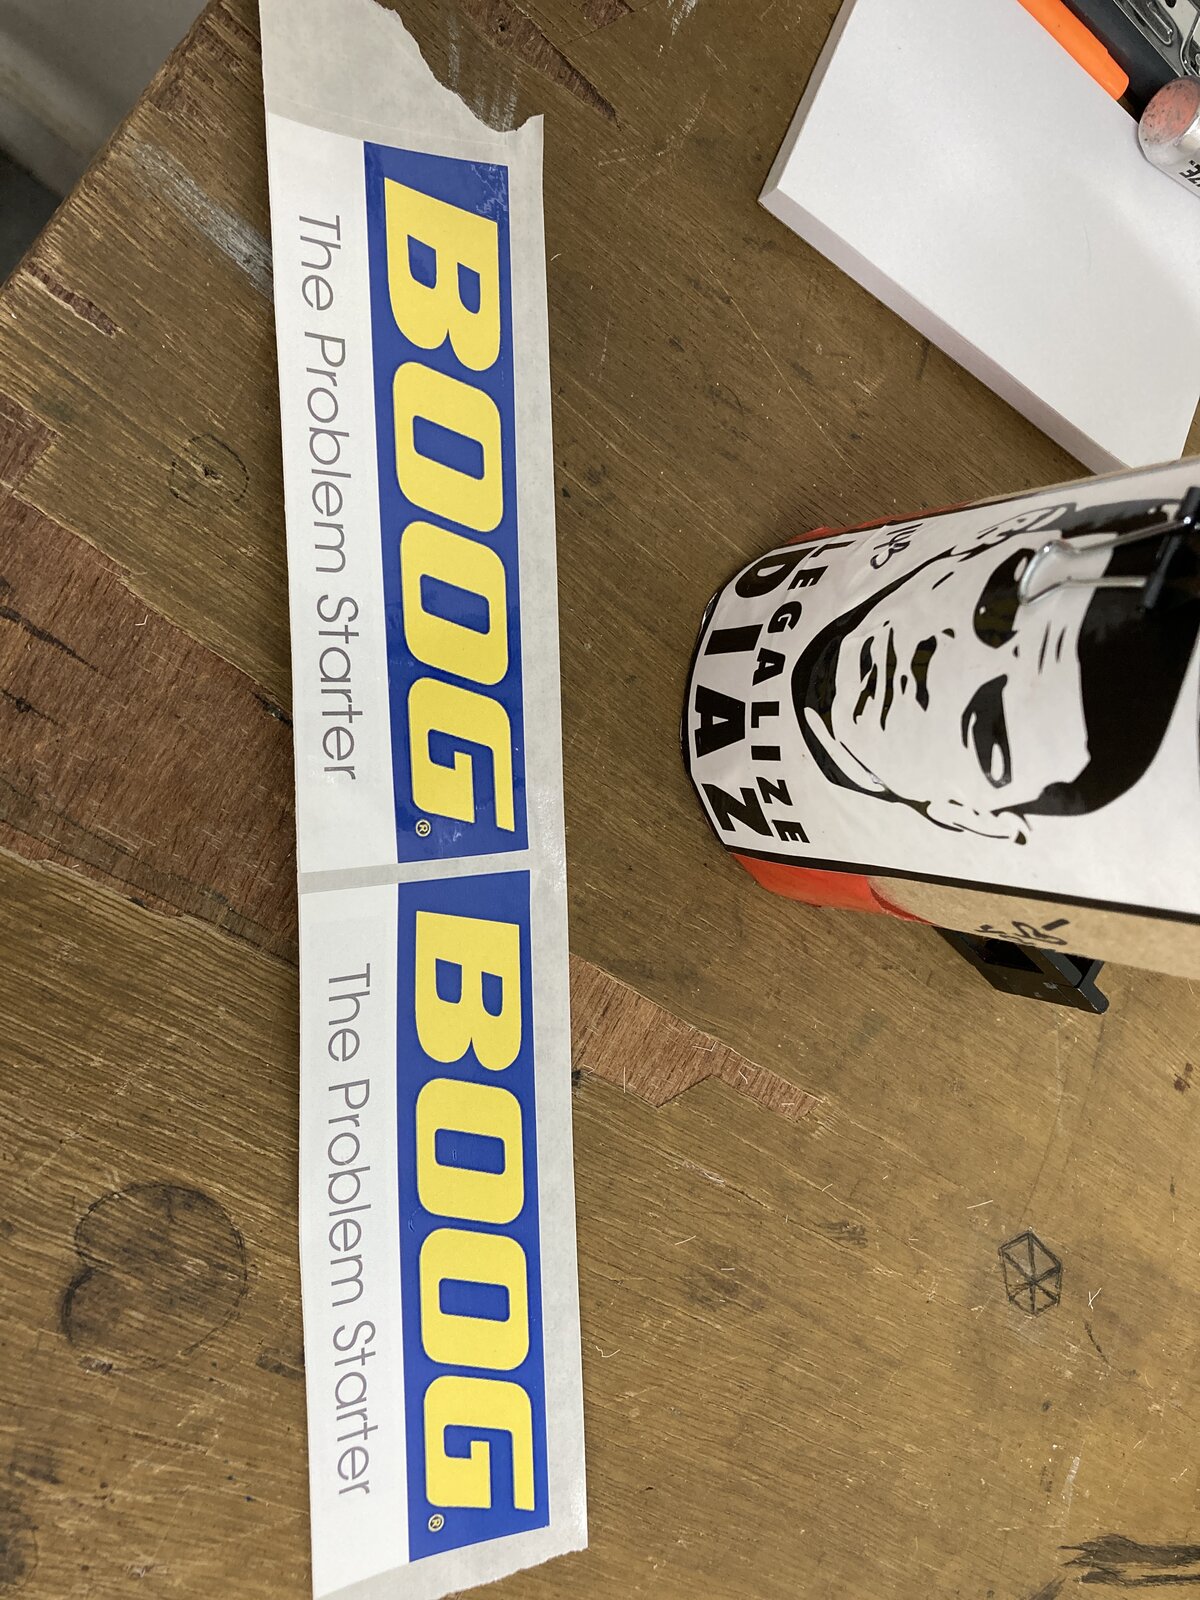 BOOG®
The Problem Starter
BOOG®
The Problem Starter
LEGALIZE
DIAZ